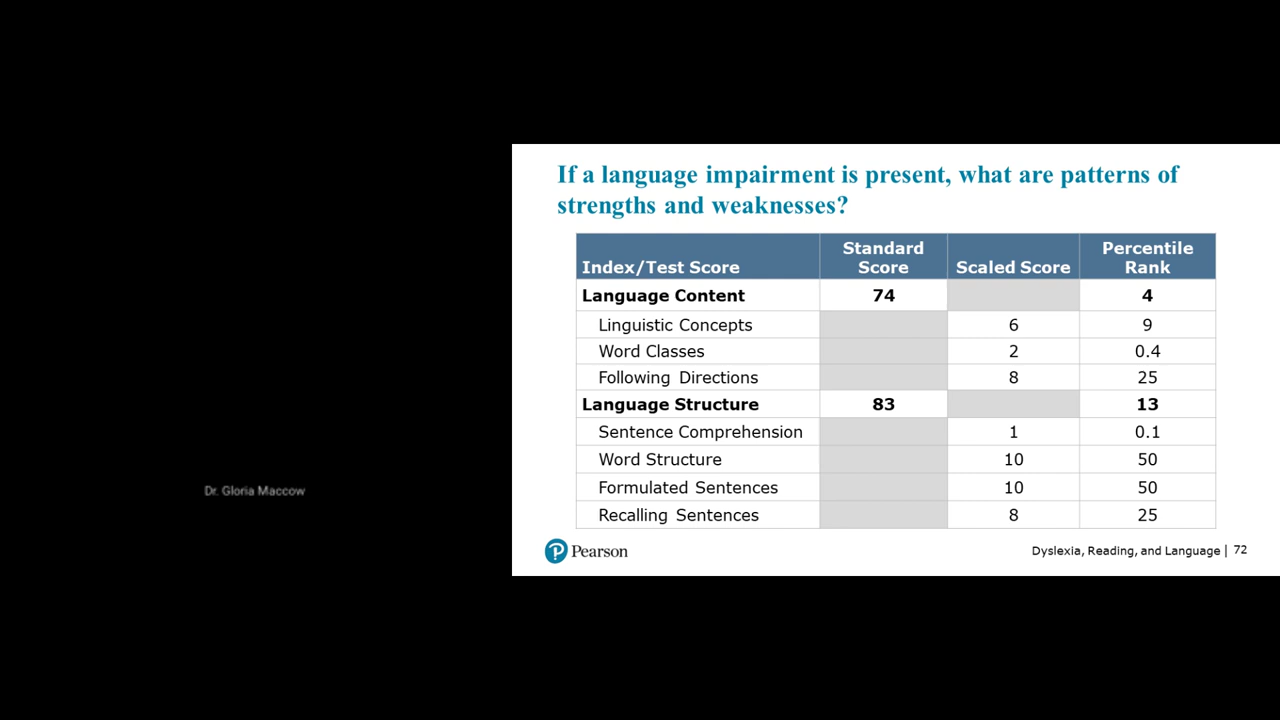 If a language impairment is present, what are patterns of
strengths and weaknesses?
Index/Test Score Standard Score Scaled Score Percentile Rank
Language Content 74 4
Linguistic Concepts 6 9
Word Classes 2 0.4
Following Directions 8 25
Language Structure 83 13
Sentence Comprehension 1 0.1
Word Structure 10 50
Formulated Sentences 10 50
Recalling Sentences 8 25
Dr. Gloria Maccow
Pearson
Dyslexia, Reading, and Language | 72